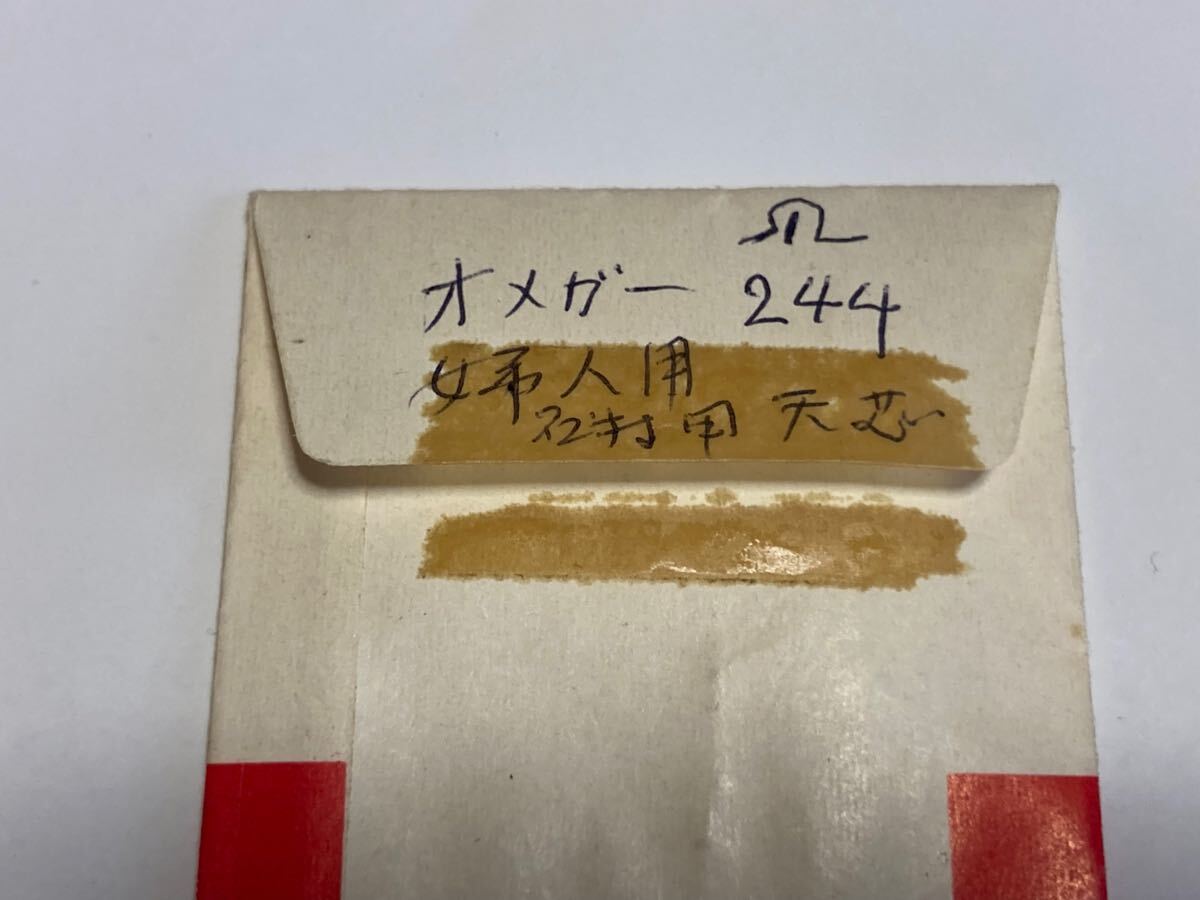 Ω
オメガー 244
婦人用
石付用 天芯